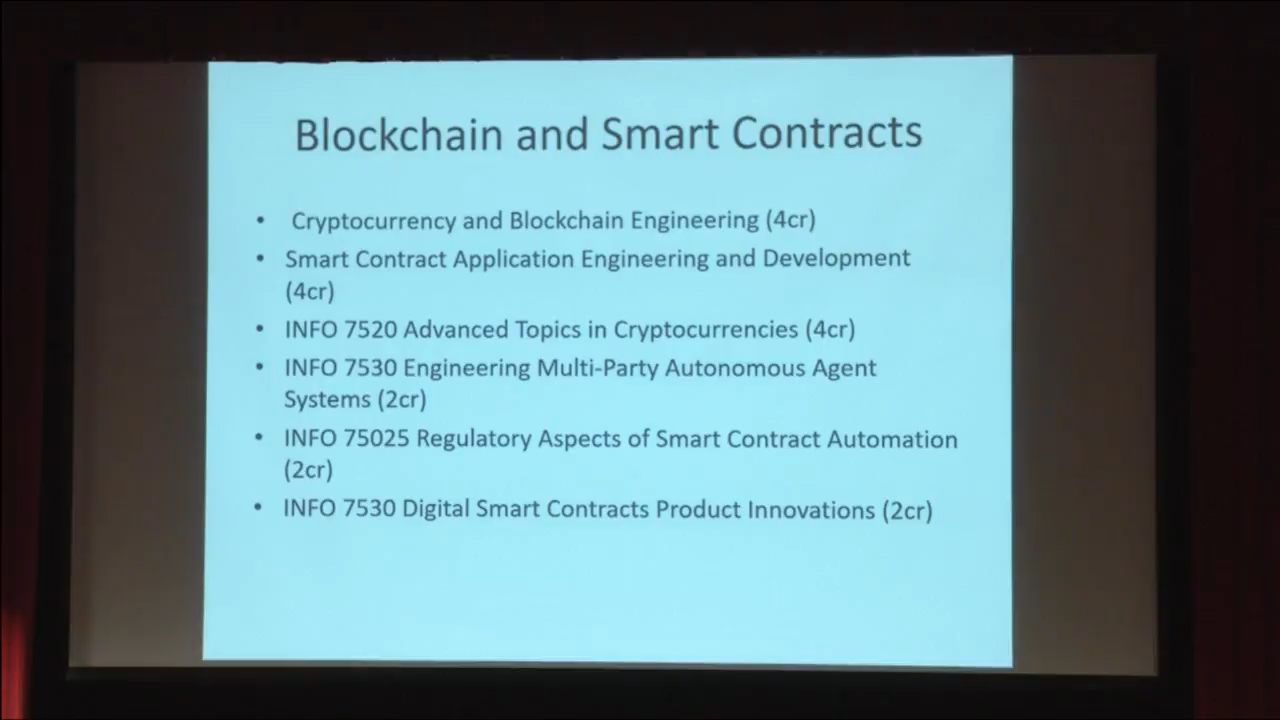 Blockchain and Smart Contracts
• Cryptocurrency and Blockchain Engineering (4cr)
• Smart Contract Application Engineering and Development
(4cr)
• INFO 7520 Advanced Topics in Cryptocurrencies (4cr)
• INFO 7530 Engineering Multi-Party Autonomous Agent
Systems (2cr)
• INFO 75025 Regulatory Aspects of Smart Contract Automation
(2cr)
• INFO 7530 Digital Smart Contracts Product Innovations (2cr)